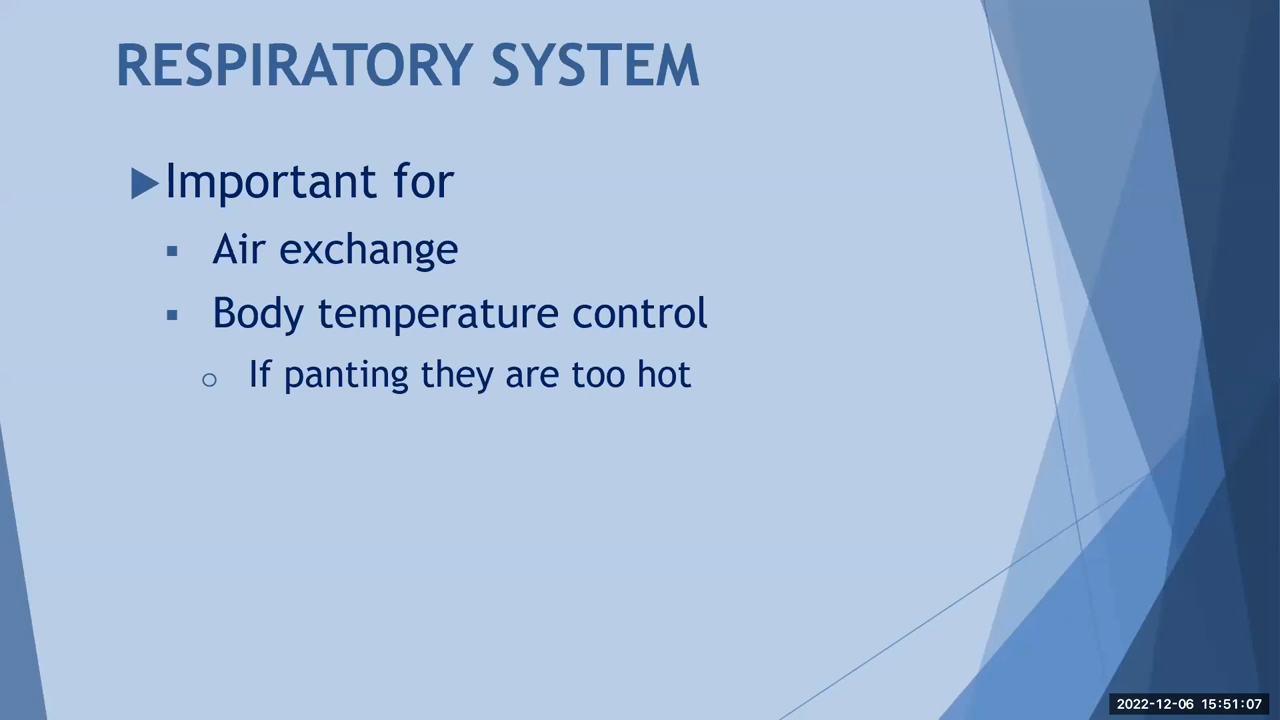 RESPIRATORY SYSTEM
Important for
Air exchange
Body temperature control
If panting they are too hot
2022-12-06 15:51:07